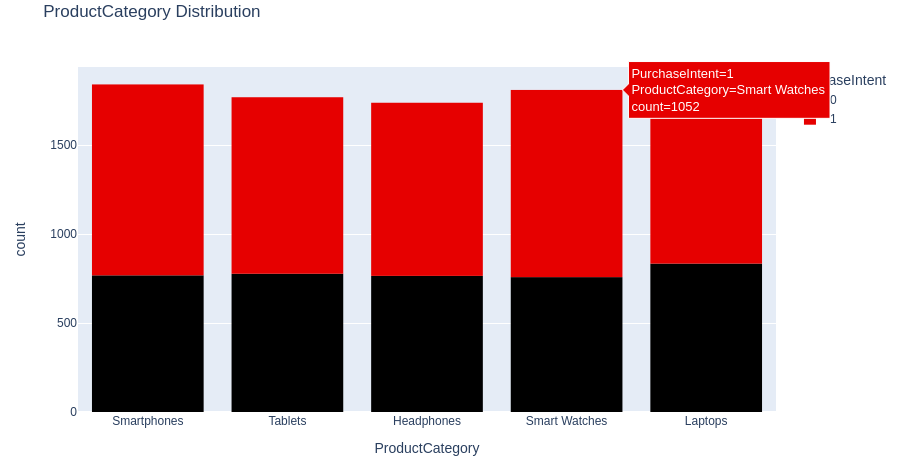 ProductCategory Distribution
PurchaseIntent=1
ProductCategory=Smart Watches
count=1052
aseIntent
0
1
1500
1000
500
0
count
Smartphones
Tablets
Headphones
Smart Watches
Laptops
ProductCategory